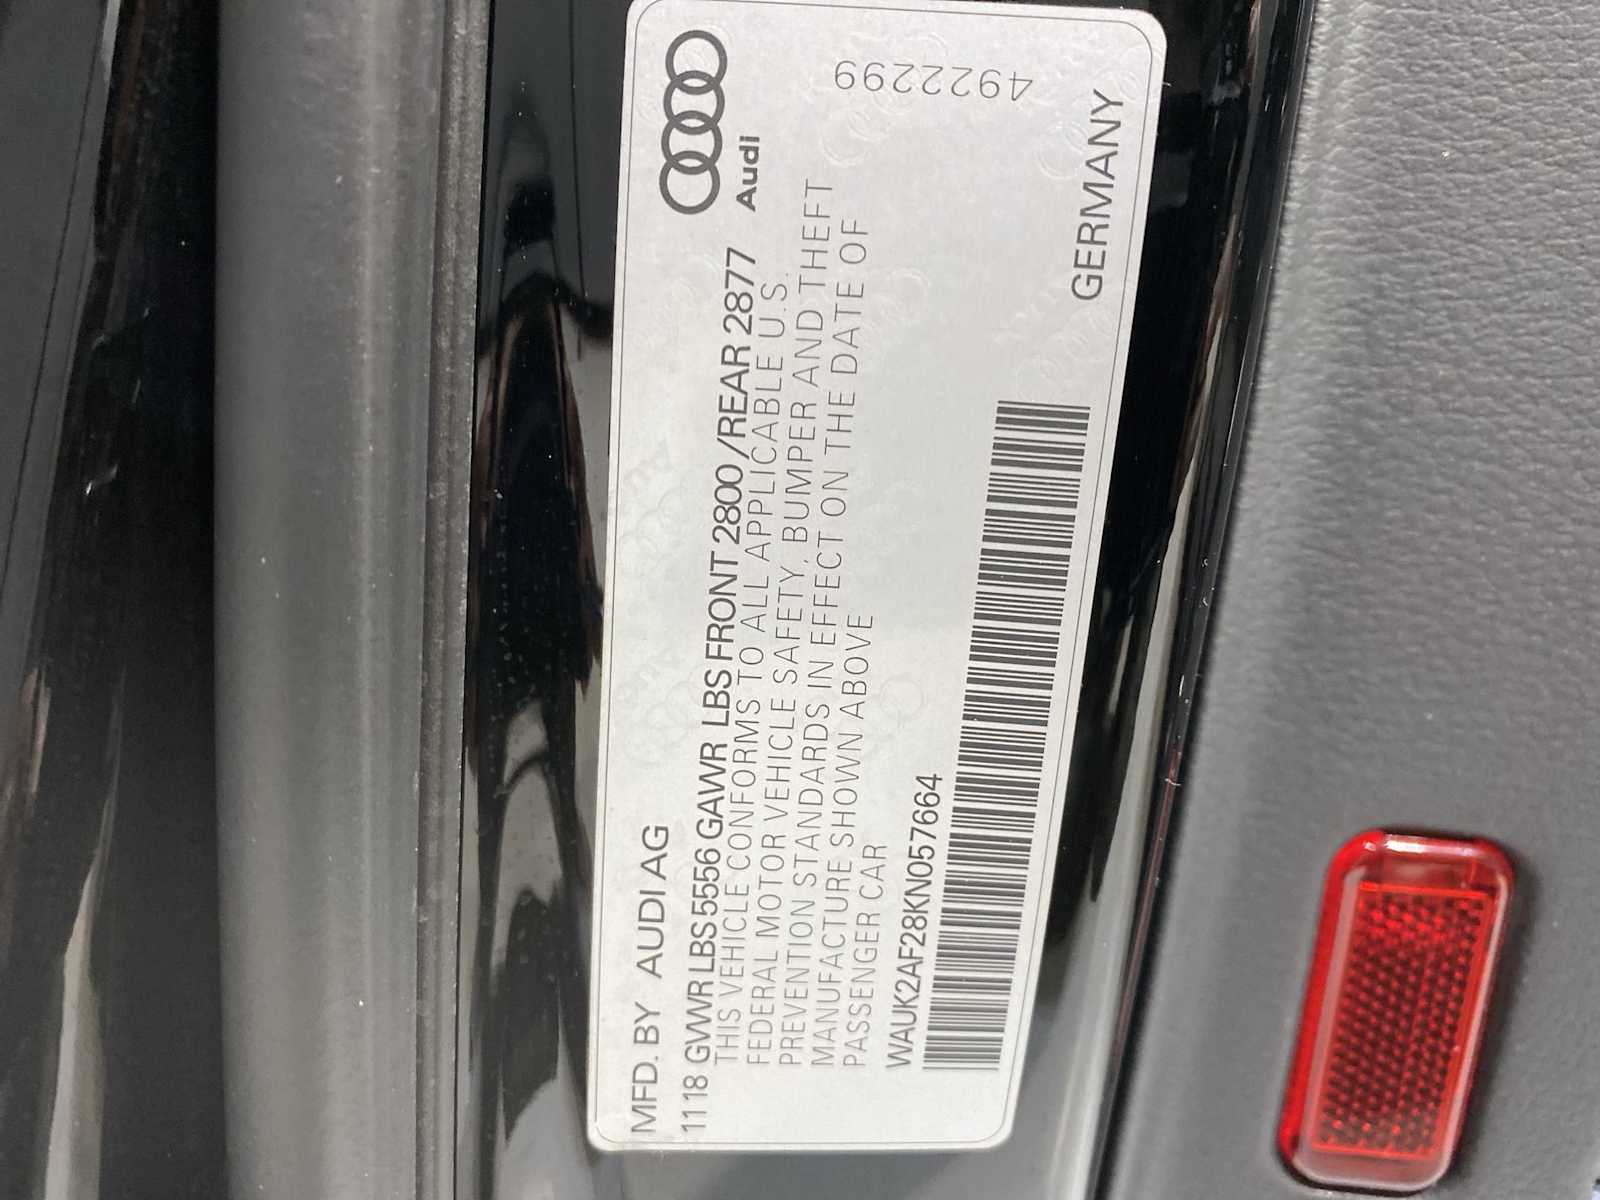 MFD. BY AUDI AG
1118 GVWR LBS 5556 GAWR LBS FRONT 2800 /REAR 2877
THIS VEHICLE CONFORMS TO ALL APPLICABLE U.S.
FEDERAL MOTOR VEHICLE SAFETY, BUMPER AND THEFT
PREVENTION STANDARDS IN EFFECT ON THE DATE OF
MANUFACTURE SHOWN ABOVE
PASSENGER CAR
WAUK2AF28KN057664
Audi
4922299
GERMANY